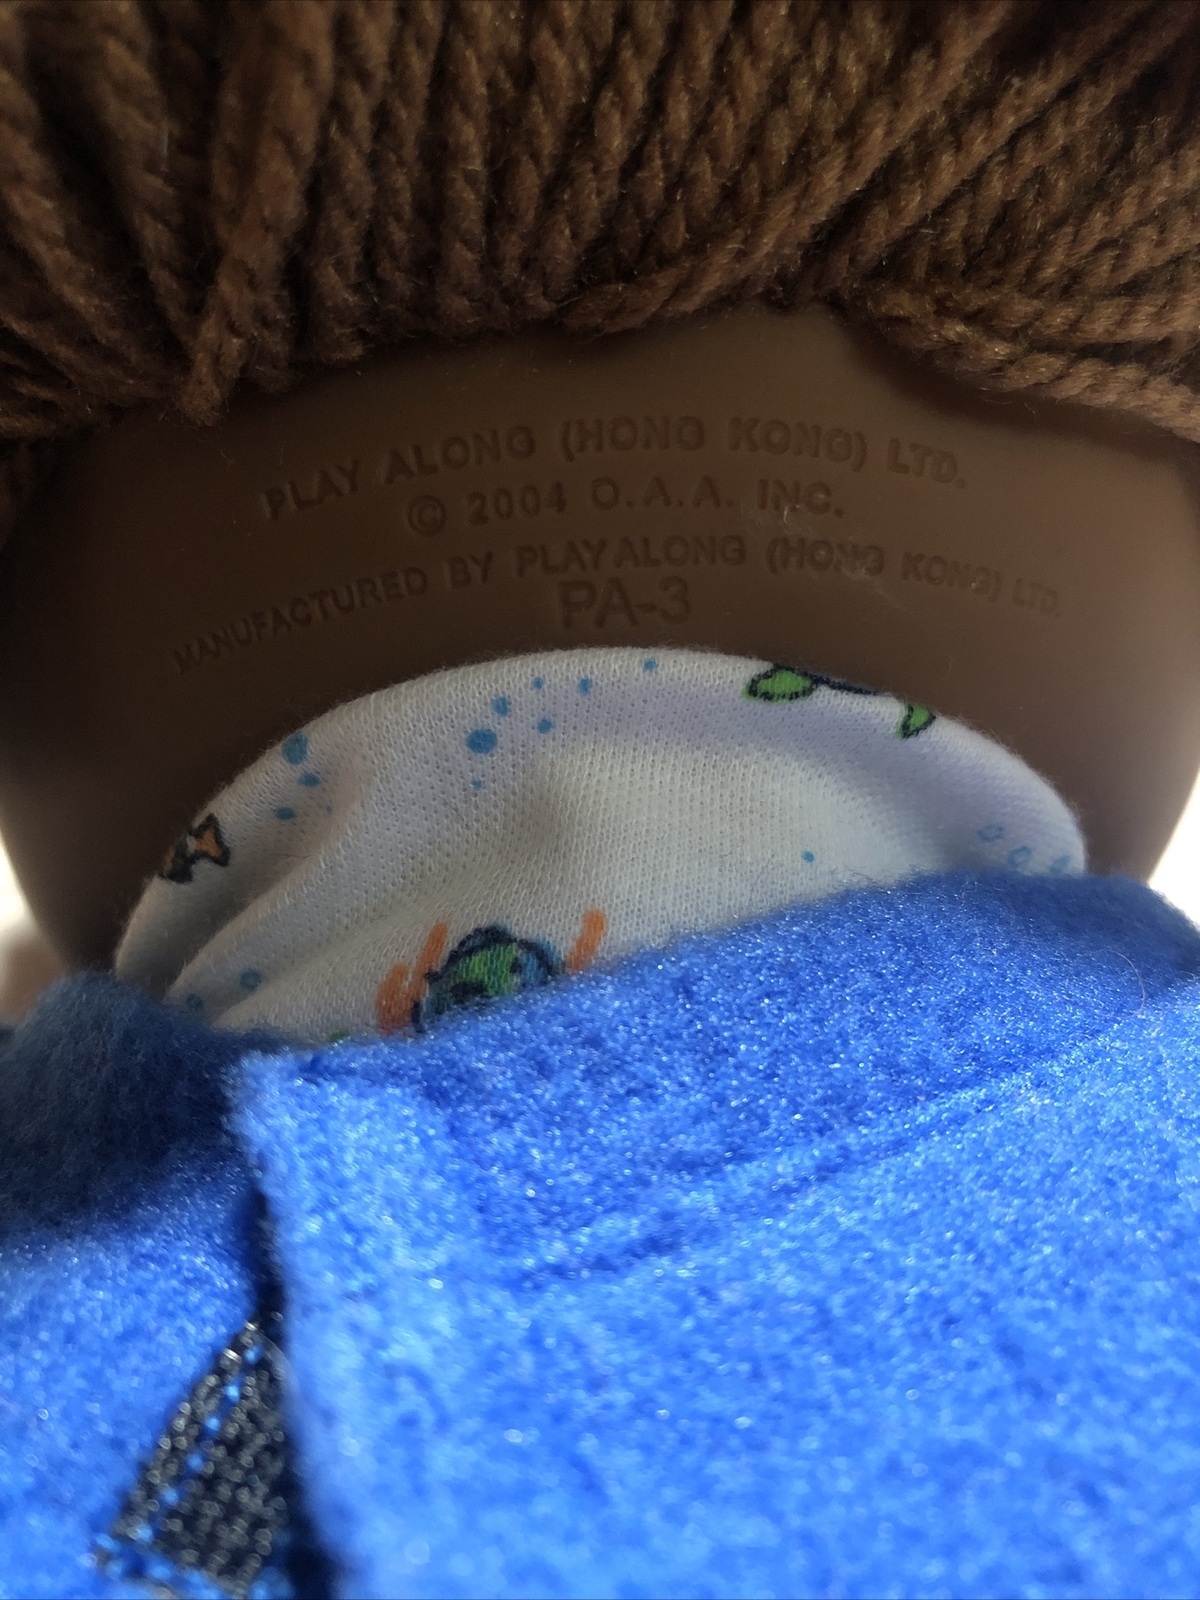 PLAY ALONG (HONG KONG) LTD.
© 2004 O.A.A. INC.
MANUFACTURED BY PLAY ALONG (HONG KONG) LTD.
PA-3